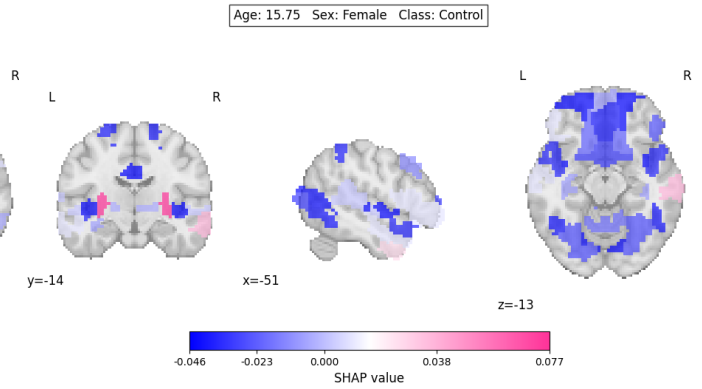 Age: 15.75   Sex: Female   Class: Control
R
L
R
L
R
y=-14
x=-51
z=-13
-0.046
-0.023
0.000
0.038
0.077
SHAP value